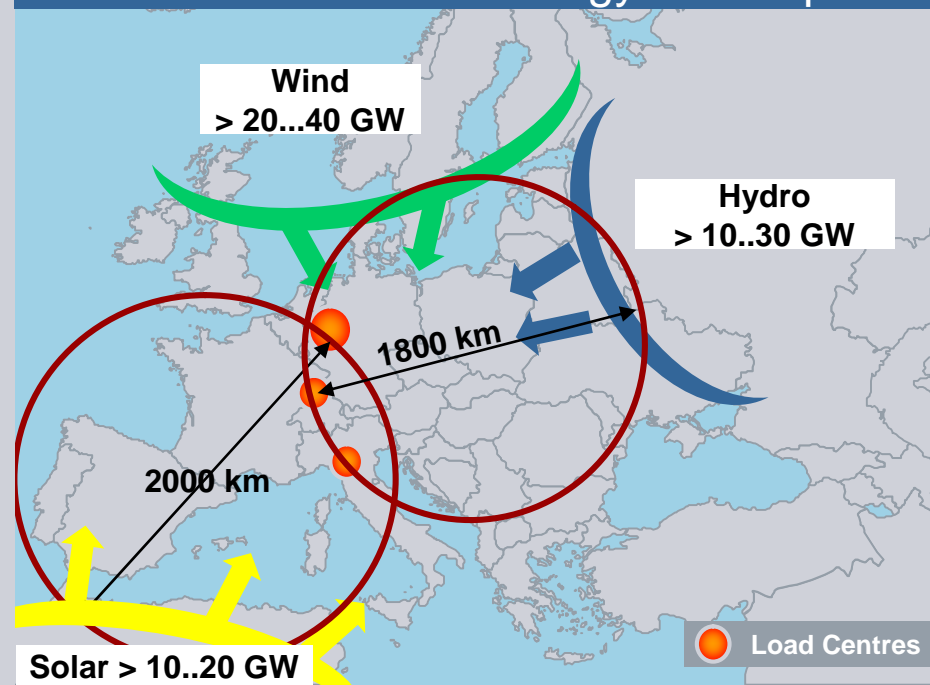 Wind
> 20...40 GW
Hydro
> 10..30 GW
1800 km
2000 km
Solar > 10..20 GW
Load Centres